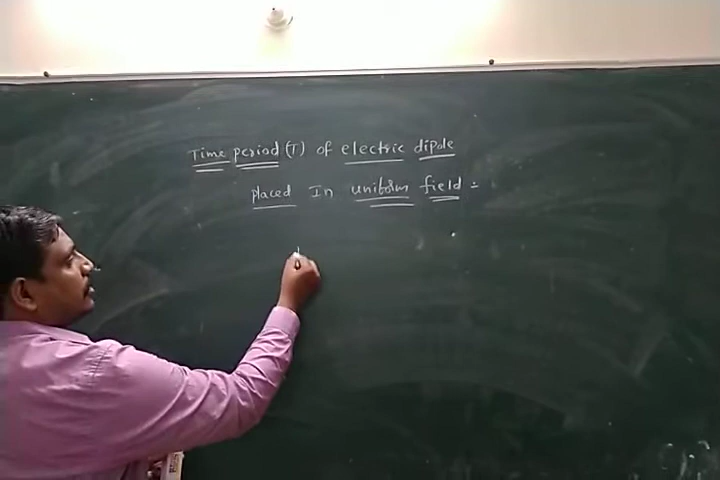 Time period (T) of electric dipole
placed In uniform field =